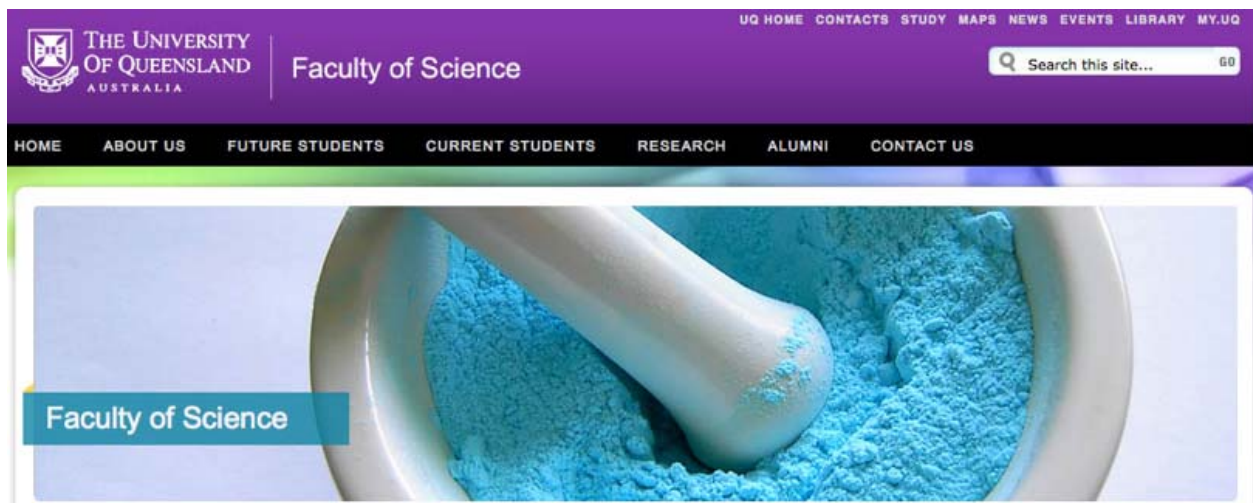 UQ HOME CONTACTS STUDY MAPS NEWS EVENTS LIBRARY MY.UQ
THE UNIVERSITY
OF QUEENSLAND
AUSTRALIA
Faculty of Science
Search this site... GO
HOME ABOUT US FUTURE STUDENTS CURRENT STUDENTS RESEARCH ALUMNI CONTACT US
Faculty of Science